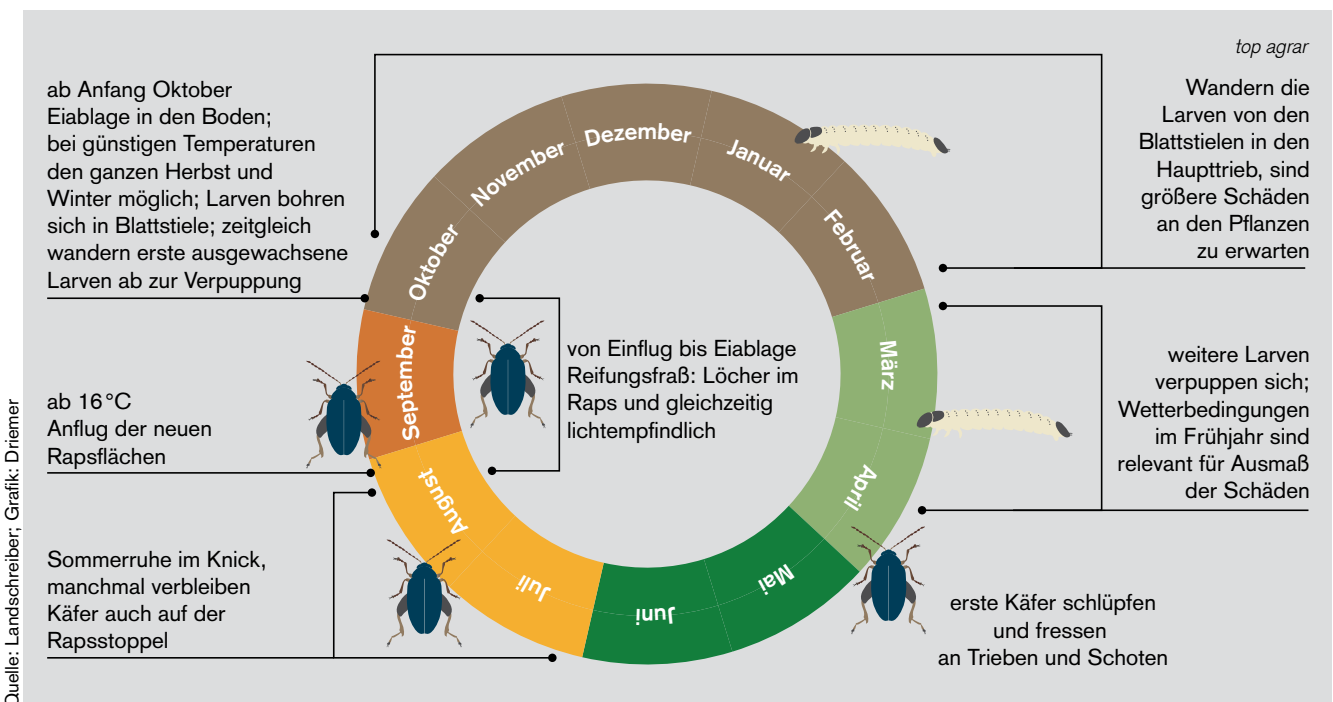 top agrar
ab Anfang Oktober
Eiablage in den Boden;
bei günstigen Temperaturen
den ganzen Herbst und
Winter möglich; Larven bohren
sich in Blattstiele; zeitgleich
wandern erste ausgewachsene
Larven ab zur Verpuppung
Wandern die
Larven von den
Blattstielen in den
Haupttrieb, sind
größere Schäden
an den Pflanzen
zu erwarten
Januar
Februar
März
April
Mai
Juni
Juli
August
September
Oktober
November
Dezember
von Einflug bis Eiablage
Reifungsfraß: Löcher im
Raps und gleichzeitig
lichtempfindlich
weitere Larven
verpuppen sich;
Wetterbedingungen
im Frühjahr sind
relevant für Ausmaß
der Schäden
ab 16°C
Anflug der neuen
Rapsflächen
Sommerruhe im Knick,
manchmal verbleiben
Käfer auch auf der
Rapsstoppel
erste Käfer schlüpfen
und fressen
an Trieben und Schoten
Quelle: Landschreiber; Grafik: Driemer